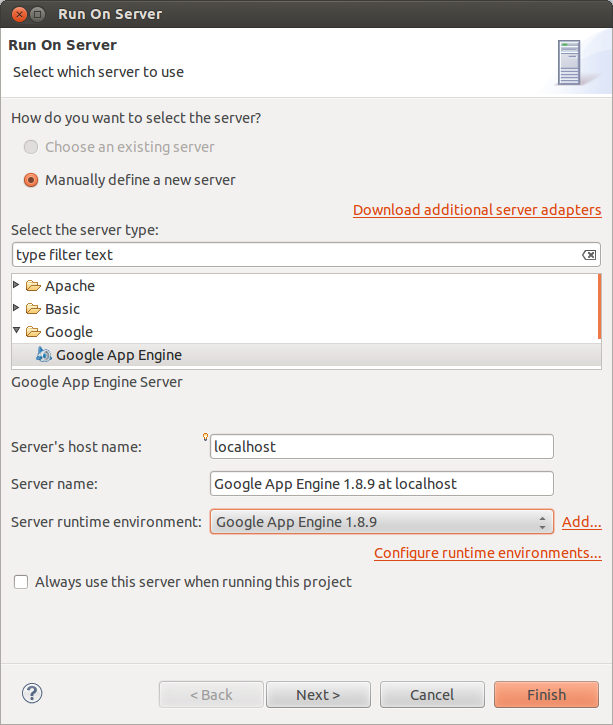 Run On Server
Run On Server
Select which server to use
How do you want to select the server?
Choose an existing server
Manually define a new server
Download additional server adapters
Select the server type:
type filter text
Apache
Basic
Google
Google App Engine
Google App Engine Server
Server's host name: localhost
Server name: Google App Engine 1.8.9 at localhost
Server runtime environment: Google App Engine 1.8.9 Add...
Configure runtime environments...
Always use this server when running this project
? < Back Next > Cancel Finish